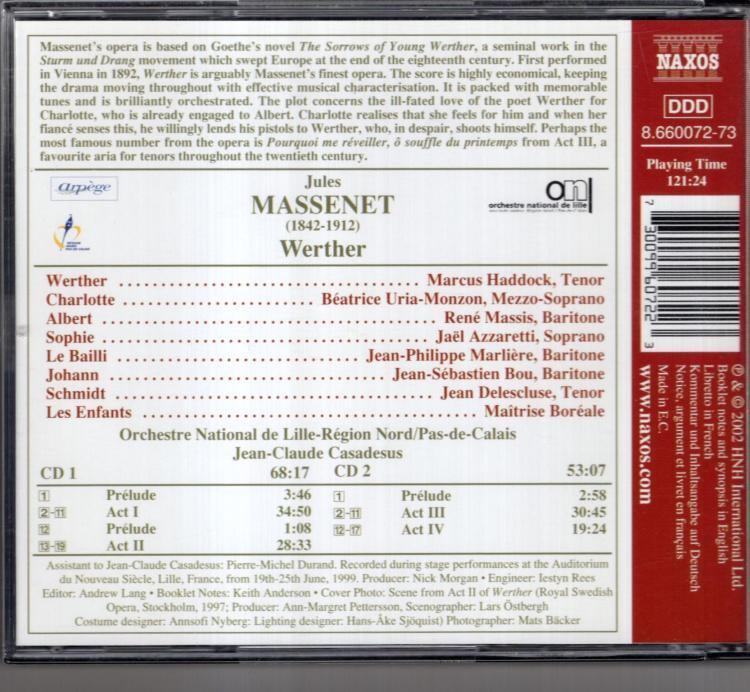 Massenet's opera is based on Goethe's novel The Sorrows of Young Werther, a seminal work in the
Sturm und Drang movement which swept Europe at the end of the eighteenth century. First performed
in Vienna in 1892, Werther is arguably Massenet's finest opera. The score is highly economical, keeping
the drama moving throughout with effective musical characterisation. It is packed with memorable
tunes and is brilliantly orchestrated. The plot concerns the ill-fated love of the poet Werther for
Charlotte, who is already engaged to Albert. Charlotte realises that she feels for him and when her
fiancé senses this, he willingly lends his pistols to Werther, who, in despair, shoots himself. Perhaps the
most famous number from the opera is Pourquoi me réveiller, ô souffle du printemps from Act III, a
favourite aria for tenors throughout the twentieth century.
arpège
Jules
MASSENET
(1842-1912)
Werther
on
orchestre national de lille
Werther ........ Marcus Haddock, Tenor
Charlotte ........ Béatrice Uria-Monzon, Mezzo-Soprano
Albert ........ René Massis, Baritone
Sophie ........ Jaël Azzaretti, Soprano
Le Bailli ........ Jean-Philippe Marlière, Baritone
Johann ........ Jean-Sébastien Bou, Baritone
Schmidt ........ Jean Delescluse, Tenor
Les Enfants ........ Maîtrise Boréale
Orchestre National de Lille-Région Nord/Pas-de-Calais
Jean-Claude Casadesus
CD 1 68:17 CD 2 53:07
1 Prélude 3:46 1 Prélude 2:58
2-11 Act I 34:50 2-11 Act III 30:45
12 Prélude 1:08 12-17 Act IV 19:24
13-19 Act II 28:33
Assistant to Jean-Claude Casadesus: Pierre-Michel Durand. Recorded during stage performances at the Auditorium
du Nouveau Siècle, Lille, France, from 19th-25th June, 1999. Producer: Nick Morgan • Engineer: Iestyn Rees
Editor: Andrew Lang • Booklet Notes: Keith Anderson • Cover Photo: Scene from Act II of Werther (Royal Swedish
Opera, Stockholm, 1997; Producer: Ann-Margret Pettersson, Scenographer: Lars Östbergh
Costume designer: Annsofi Nyberg: Lighting designer: Hans-Åke Sjöquist) Photographer: Mats Bäcker
NAXOS
DDD
8.660072-73
Playing Time
121:24
7 30099 60722 3
℗ & © 2002 HNH International Ltd.
Booklet notes and synopsis in English
Libretto in French
Kommentar und Inhaltsangabe auf Deutsch
Notice, argument et livret en français
Made in E.C.
www.naxos.com